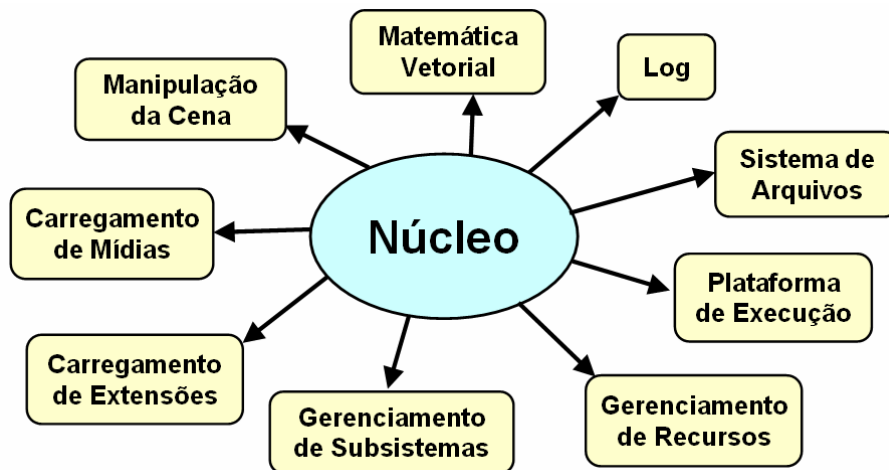 Matemática
Vetorial
Log
Manipulação
da Cena
Sistema de
Arquivos
Carregamento
de Mídias
Núcleo
Plataforma
de Execução
Carregamento
de Extensões
Gerenciamento
de Subsistemas
Gerenciamento
de Recursos